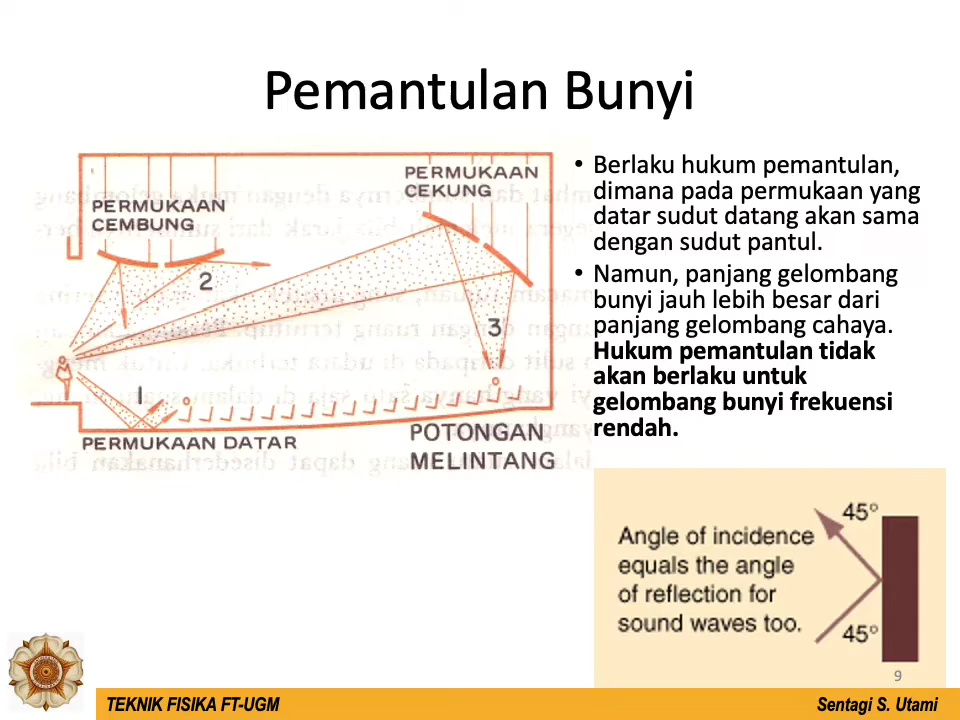 Pemantulan Bunyi
PERMUKAAN
CEMBUNG
PERMUKAAN
CEKUNG
2
3
1
PERMUKAAN DATAR
POTONGAN
MELINTANG
• Berlaku hukum pemantulan,
dimana pada permukaan yang
datar sudut datang akan sama
dengan sudut pantul.
• Namun, panjang gelombang
bunyi jauh lebih besar dari
panjang gelombang cahaya.
Hukum pemantulan tidak
akan berlaku untuk
gelombang bunyi frekuensi
rendah.
Angle of incidence
equals the angle
of reflection for
sound waves too.
45°
45°
9
TEKNIK FISIKA FT-UGM
Sentagi S. Utami